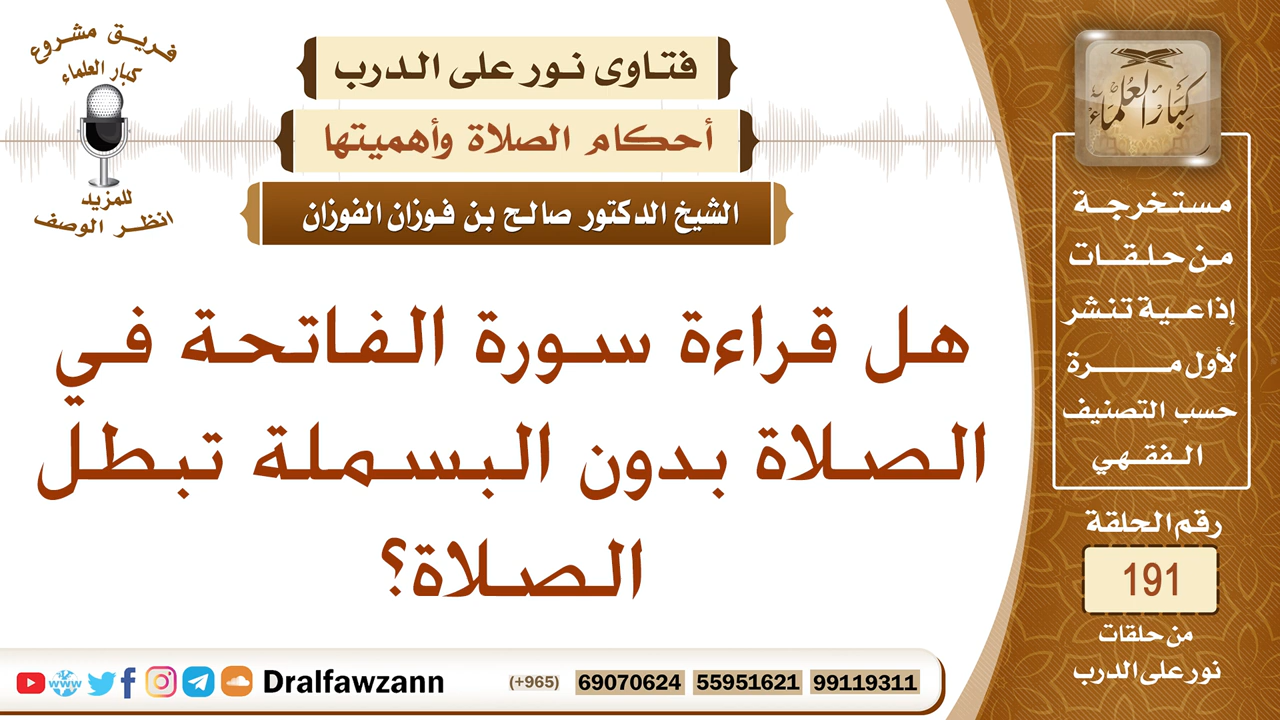 فريق مشروع
كبار العلماء
للمزيد
انظر الوصف
فتاوى نور على الدرب
أحكام الصلاة وأهميتها
الشيخ الدكتور صالح بن فوزان الفوزان
هل قراءة سورة الفاتحة في
الصلاة بدون البسملة تبطل
الصلاة؟
كبار العلماء
مستخرجة
من حلقات
إذاعية تنشر
لأول مرة
حسب التصنيف
الفقهي
رقم الحلقة
191
من حلقات
نور على الدرب
www
Dralfawzann (+965) 69070624 55951621 99119311